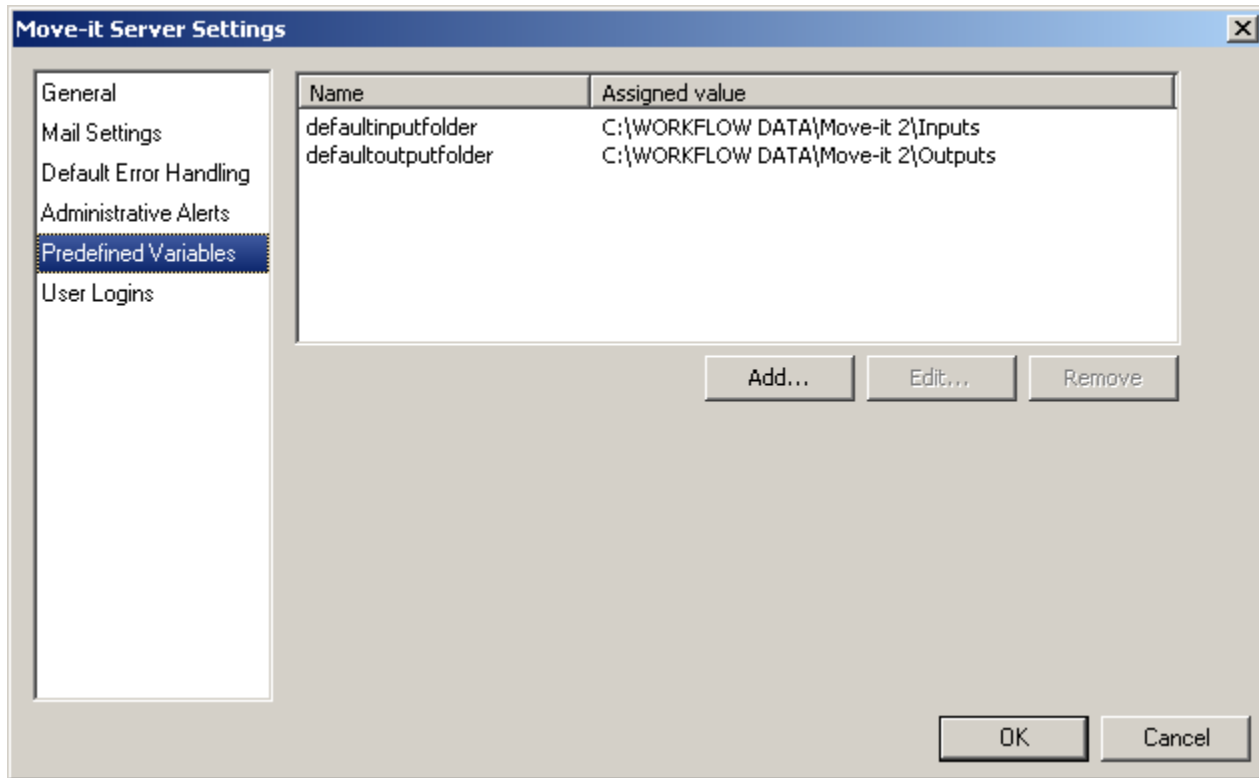 Move-it Server Settings
General
Mail Settings
Default Error Handling
Administrative Alerts
Predefined Variables
User Logins
Name Assigned value
defaultinputfolder C:\WORKFLOW DATA\Move-it 2\Inputs
defaultoutputfolder C:\WORKFLOW DATA\Move-it 2\Outputs
Add... Edit... Remove
OK Cancel